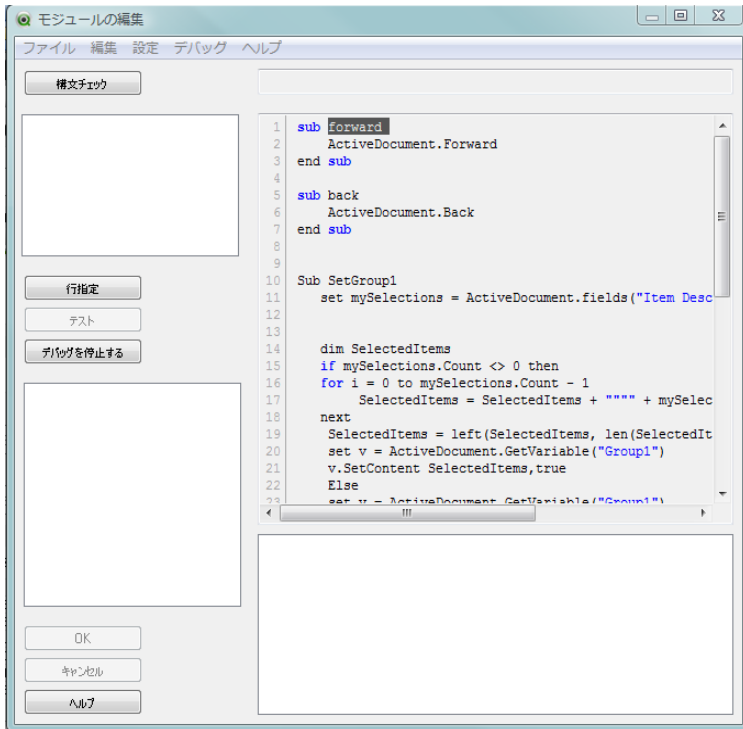 モジュールの編集
ファイル 編集 設定 デバッグ ヘルプ
構文チェック
行指定
テスト
デバッグを停止する
OK
キャンセル
ヘルプ
1 sub forward
2     ActiveDocument.Forward
3 end sub
4
5 sub back
6     ActiveDocument.Back
7 end sub
8
9
10 Sub SetGroup1
11    set mySelections = ActiveDocument.fields("Item Desc
12
13
14    dim SelectedItems
15    if mySelections.Count <> 0 then
16    for i = 0 to mySelections.Count - 1
17         SelectedItems = SelectedItems + """" + mySelec
18    next
19     SelectedItems = left(SelectedItems, len(SelectedIt
20     set v = ActiveDocument.GetVariable("Group1")
21     v.SetContent SelectedItems,true
22     Else
23     set v = ActiveDocument.GetVariable("Group1")